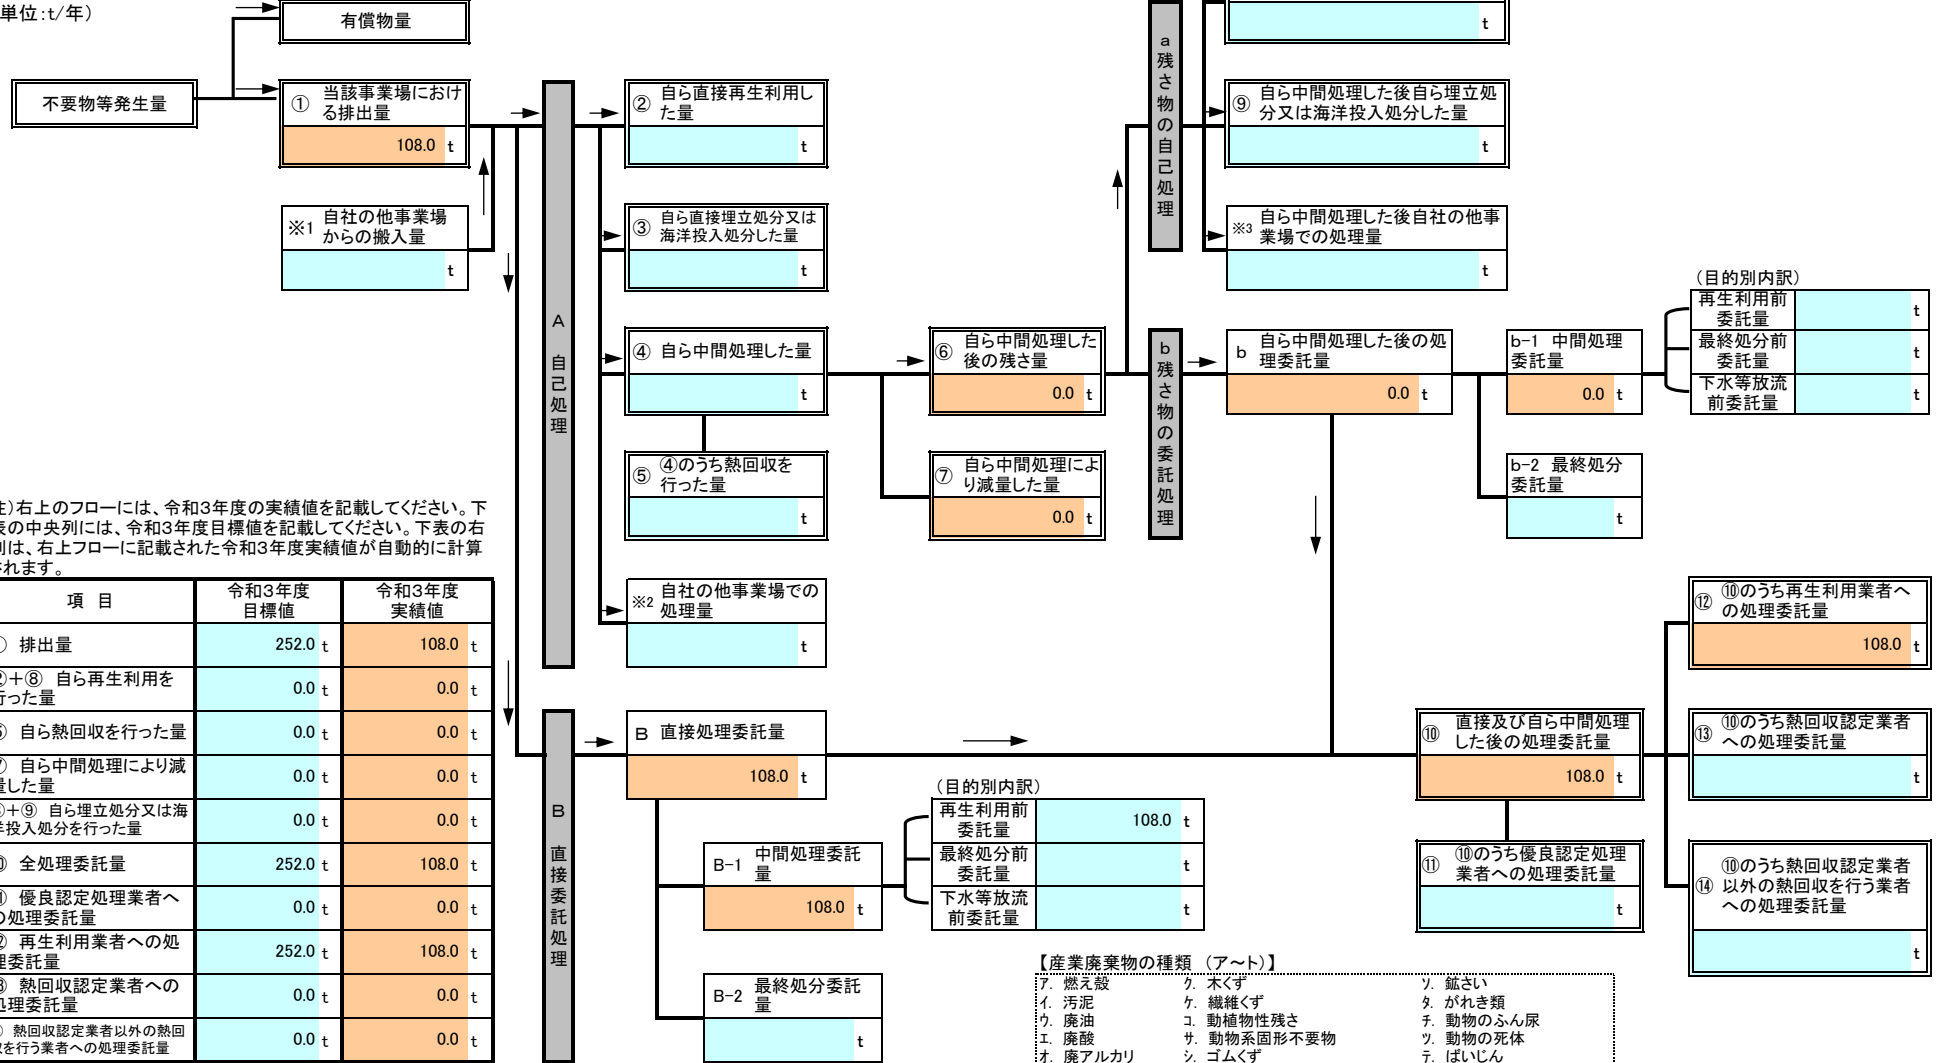 単位:t/年)
有償物量
不要物等発生量
① 当該事業場におけ
る排出量
108.0 t
※1 自社の他事業場
からの搬入量
t
A 自己処理
② 自ら直接再生利用し
た量
t
③ 自ら直接埋立処分又は
海洋投入処分した量
t
④ 自ら中間処理した量
t
⑤ ④のうち熱回収を
行った量
t
※2 自社の他事業場での
処理量
t
⑥ 自ら中間処理した
後の残さ量
0.0 t
⑦ 自ら中間処理によ
り減量した量
0.0 t
a 残さ物の自己処理
t
⑨ 自ら中間処理した後自ら埋立処
分又は海洋投入処分した量
t
※3 自ら中間処理した後自社の他事
業場での処理量
t
b 残さ物の委託処理
b 自ら中間処理した後の処
理委託量
0.0 t
b-1 中間処理
委託量
0.0 t
b-2 最終処分
委託量
t
(目的別内訳)
再生利用前
委託量 t
最終処分前
委託量 t
下水等放流
前委託量 t
)右上のフローには、令和3年度の実績値を記載してください。下
表の中央列には、令和3年度目標値を記載してください。下表の右
列は、右上フローに記載された令和3年度実績値が自動的に計算
されます。
項 目 令和3年度
目標値 令和3年度
実績値
排出量 252.0 t 108.0 t
+⑧ 自ら再生利用を
行った量 0.0 t 0.0 t
自ら熱回収を行った量 0.0 t 0.0 t
自ら中間処理により減
量した量 0.0 t 0.0 t
+⑨ 自ら埋立処分又は海
洋投入処分を行った量 0.0 t 0.0 t
全処理委託量 252.0 t 108.0 t
優良認定処理業者へ
の処理委託量 0.0 t 0.0 t
再生利用業者への処
理委託量 252.0 t 108.0 t
熱回収認定業者への
処理委託量 0.0 t 0.0 t
熱回収認定業者以外の熱回
収を行う業者への処理委託量 0.0 t 0.0 t
B 直接委託処理
B 直接処理委託量
108.0 t
B-1 中間処理委託
量
108.0 t
B-2 最終処分委託
量
t
(目的別内訳)
再生利用前
委託量 108.0 t
最終処分前
委託量 t
下水等放流
前委託量 t
⑩ 直接及び自ら中間処理
した後の処理委託量
108.0 t
⑪ ⑩のうち優良認定処理
業者への処理委託量
t
⑫ ⑩のうち再生利用業者へ
の処理委託量
108.0 t
⑬ ⑩のうち熱回収認定業者
への処理委託量
t
⑭ ⑩のうち熱回収認定業者
以外の熱回収を行う業者
への処理委託量
t
【産業廃棄物の種類 (ア~ト)】
ア. 燃え殻 ク. 木くず ソ. 鉱さい
イ. 汚泥 ケ. 繊維くず タ. がれき類
ウ. 廃油 コ. 動植物性残さ チ. 動物のふん尿
エ. 廃酸 サ. 動物系固形不要物 ツ. 動物の死体
オ. 廃アルカリ シ. ゴムくず テ. ばいじん